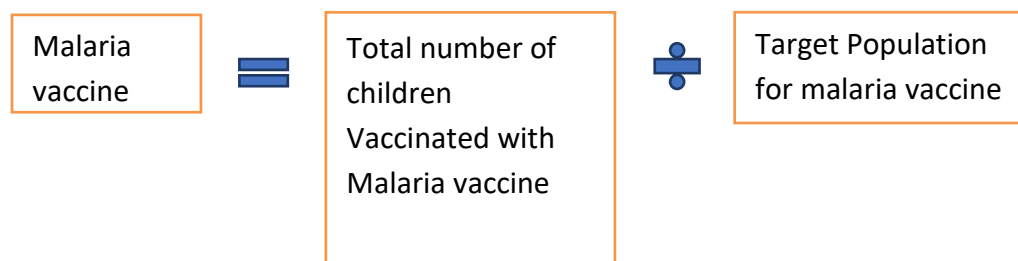 Malaria
vaccine
Total number of
children
Vaccinated with
Malaria vaccine
Target Population
for malaria vaccine